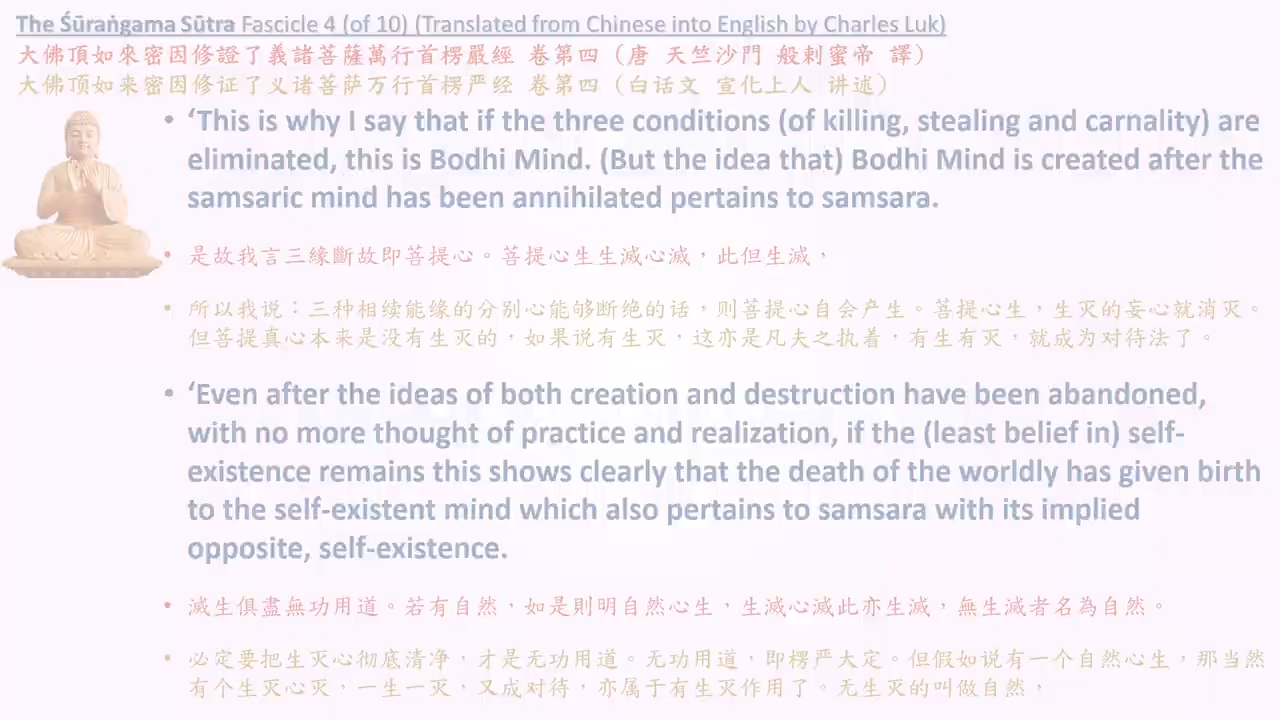 The Śūraṅgama Sūtra Fascicle 4 (of 10) (Translated from Chinese into English by Charles Luk)
大佛頂如來密因修證了義諸菩薩萬行首楞嚴經 卷第四 (唐 天竺沙門 般剌蜜帝 譯)
大佛顶如来密因修证了义诸菩萨万行首楞严经 卷第四 (白话文 宣化上人 讲述)
• ‘This is why I say that if the three conditions (of killing, stealing and carnality) are
eliminated, this is Bodhi Mind. (But the idea that) Bodhi Mind is created after the
samsaric mind has been annihilated pertains to samsara.
• 是故我言三緣斷故即菩提心。菩提心生生滅心滅，此但生滅，
• 所以我说：三种相续能缘的分别心能够断绝的话，则菩提心自会产生。菩提心生，生灭的妄心就消灭。
但菩提真心本来是没有生灭的，如果说有生灭，这亦是凡夫之执着，有生有灭，就成为对待法了。
• ‘Even after the ideas of both creation and destruction have been abandoned,
with no more thought of practice and realization, if the (least belief in) self-
existence remains this shows clearly that the death of the worldly has given birth
to the self-existent mind which also pertains to samsara with its implied
opposite, self-existence.
• 滅生俱盡無功用道。若有自然，如是則明自然心生，生滅心滅此亦生滅，無生滅者名為自然。
• 必定要把生灭心彻底清净，才是无功用道。无功用道，即楞严大定。但假如说有一个自然心生，那当然
有个生灭心灭，一生一灭，又成对待，亦属于有生灭作用了。无生灭的叫做自然，